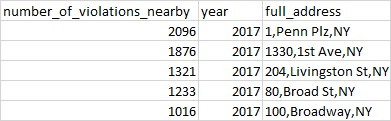 number_of_violations_nearby year full_address
2096 2017 1,Penn Plz,NY
1876 2017 1330,1st Ave,NY
1321 2017 204,Livingston St,NY
1233 2017 80,Broad St,NY
1016 2017 100,Broadway,NY